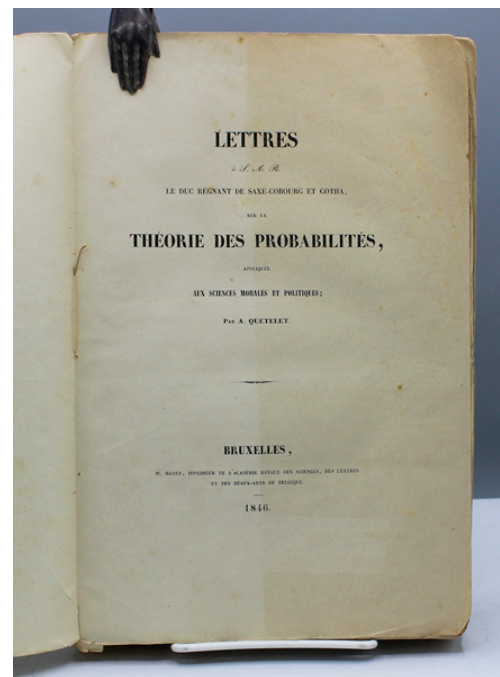 LETTRES
à S. A. R.
LE DUC RÉGNANT DE SAXE-COBOURG ET GOTHA,
SUR LA
THÉORIE DES PROBABILITÉS,
APPLIQUÉE
AUX SCIENCES MORALES ET POLITIQUES;
PAR A. QUETELET.
BRUXELLES,
M. HAYEZ, IMPRIMEUR DE L'ACADÉMIE ROYALE DES SCIENCES, DES LETTRES
ET DES BEAUX-ARTS DE BELGIQUE.
1846.